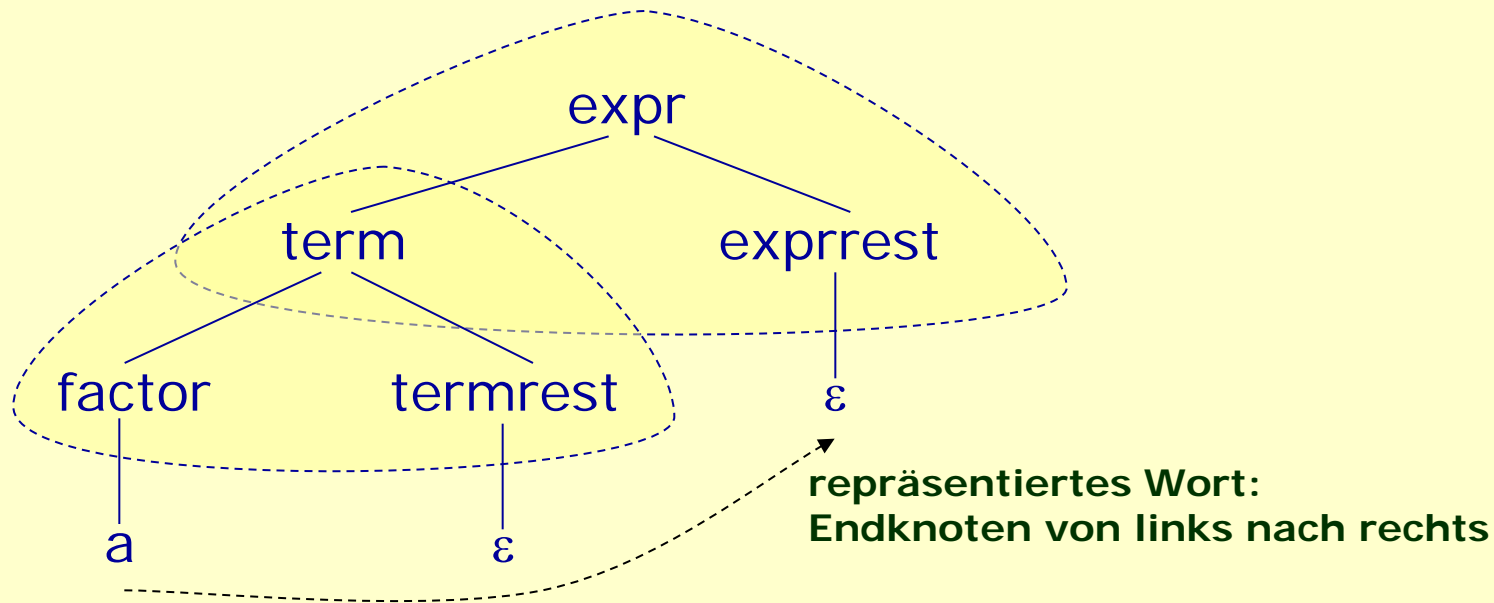 expr
term exprrest
factor termrest ε
repräsentiertes Wort:
Endknoten von links nach rechts
a ε